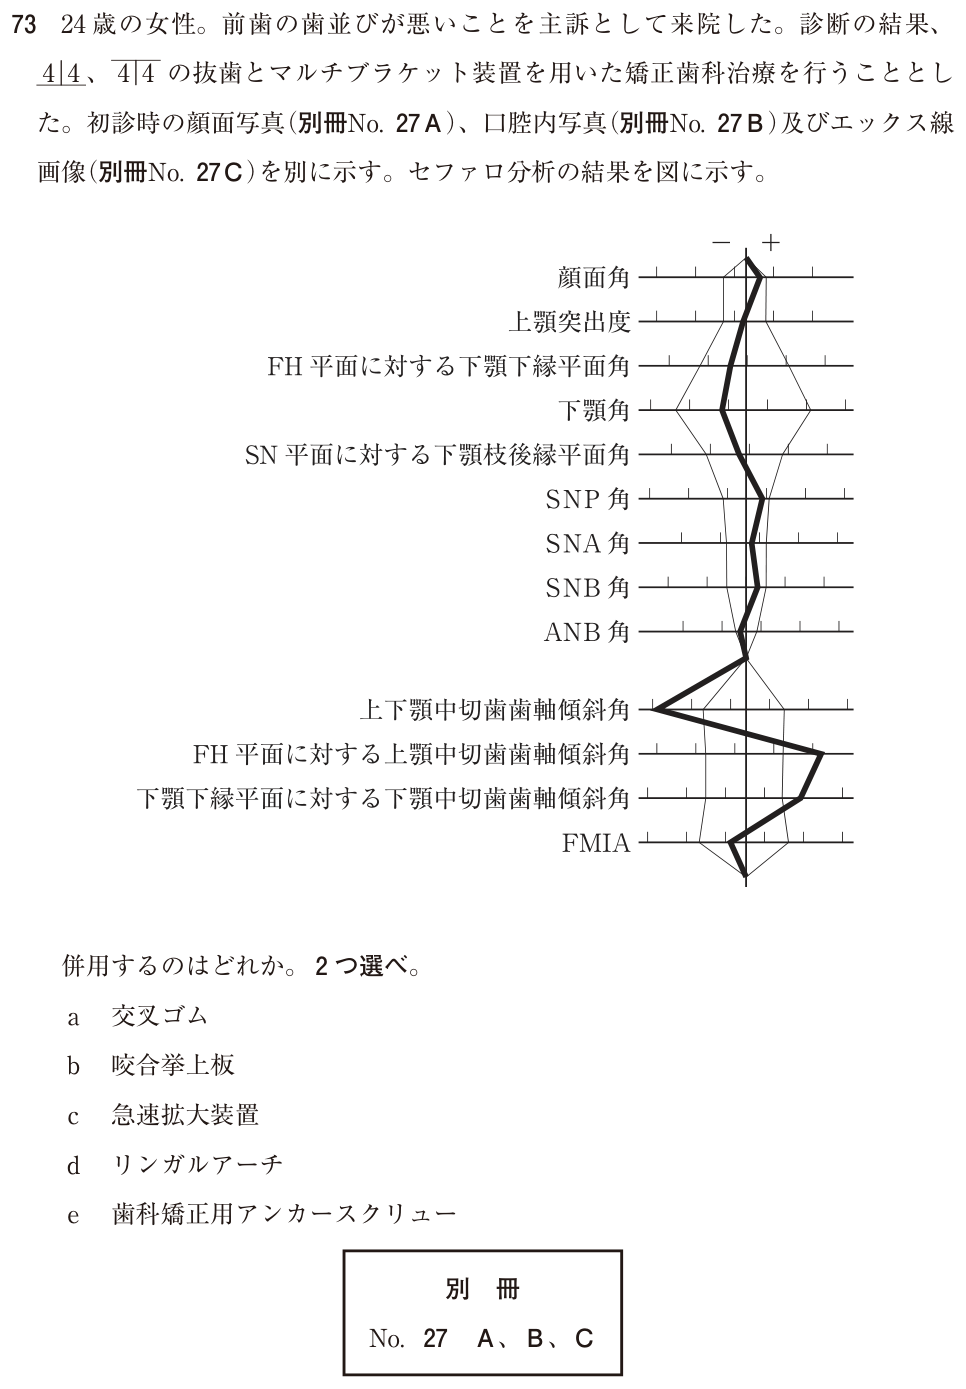 73　24歳の女性。前歯の歯並びが悪いことを主訴として来院した。診断の結果、
4|4、4|4 の抜歯とマルチブラケット装置を用いた矯正歯科治療を行うこととし
た。初診時の顔面写真(別冊No. 27A)、口腔内写真(別冊No. 27B)及びエックス線
画像(別冊No. 27C)を別に示す。セファロ分析の結果を図に示す。
－ ＋
顔面角
上顎突出度
FH 平面に対する下顎下縁平面角
下顎角
SN 平面に対する下顎枝後縁平面角
SNP 角
SNA 角
SNB 角
ANB 角
上下顎中切歯歯軸傾斜角
FH 平面に対する上顎中切歯歯軸傾斜角
下顎下縁平面に対する下顎中切歯歯軸傾斜角
FMIA
併用するのはどれか。2つ選べ。
a　交叉ゴム
b　咬合挙上板
c　急速拡大装置
d　リンガルアーチ
e　歯科矯正用アンカースクリュー
別　冊
No. 27　A、B、C